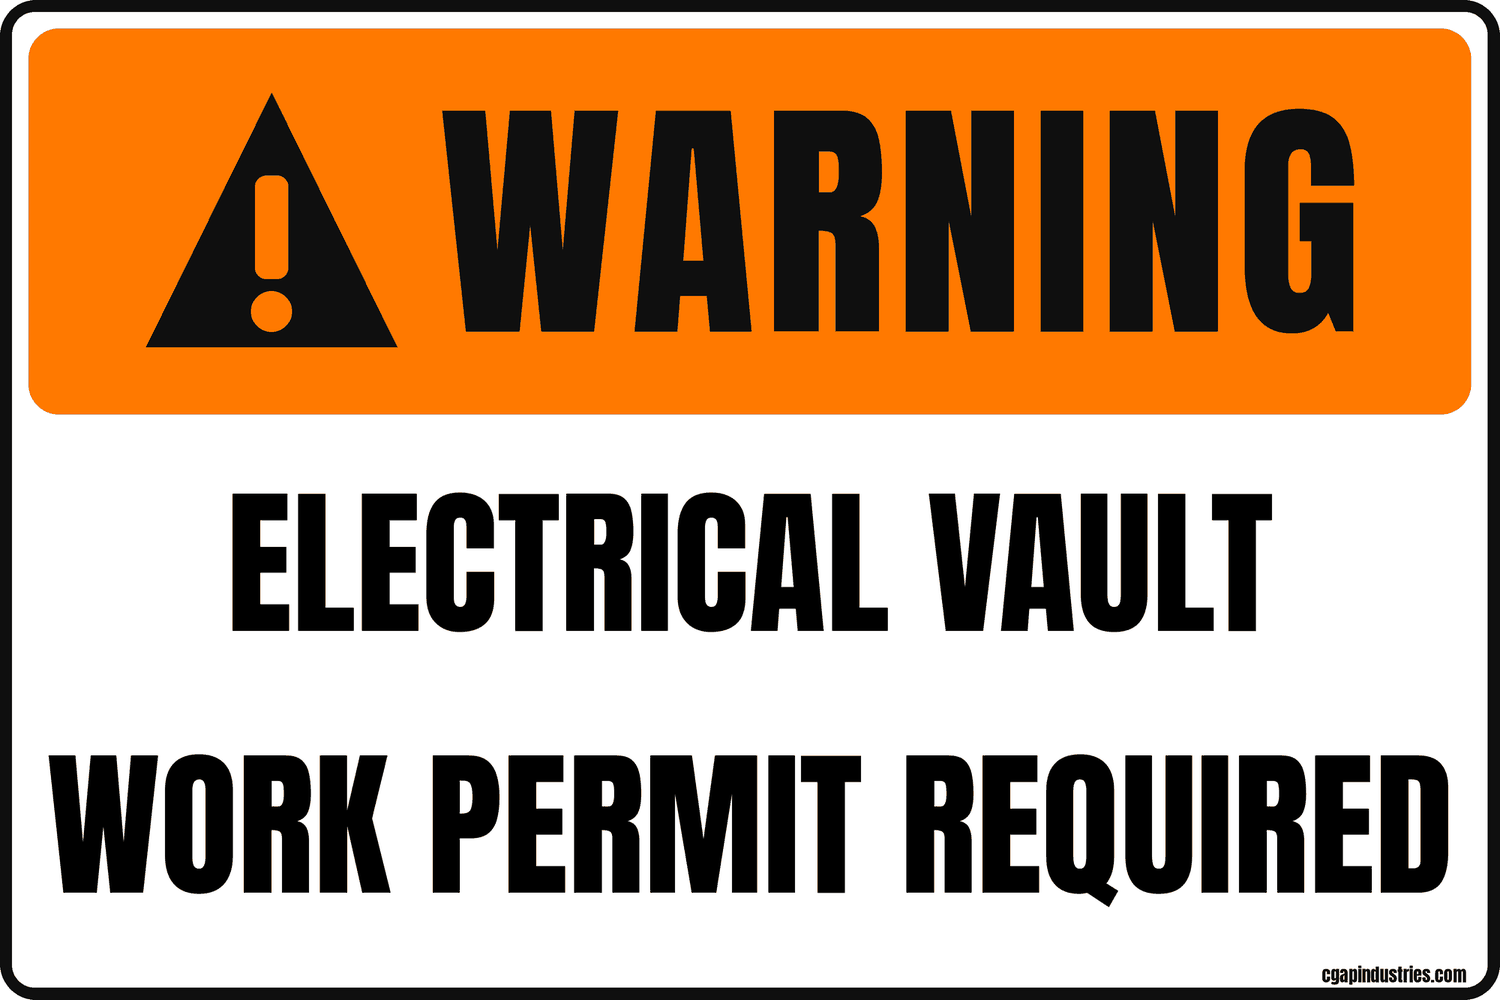 WARNING
ELECTRICAL VAULT
WORK PERMIT REQUIRED
cgapindustries.com